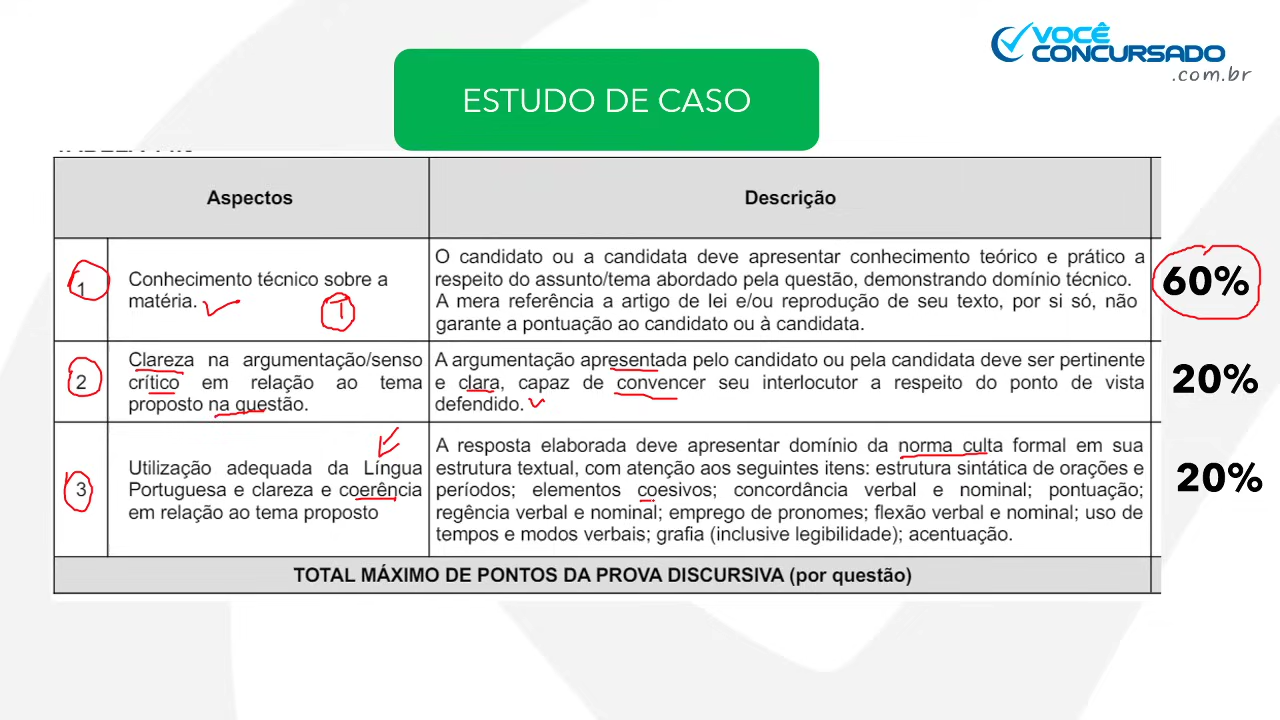 VOCÊ
CONCURSADO
.com.br
ESTUDO DE CASO
Aspectos
Descrição
1
Conhecimento técnico sobre a
matéria.
T
O candidato ou a candidata deve apresentar conhecimento teórico e prático a
respeito do assunto/tema abordado pela questão, demonstrando domínio técnico.
A mera referência a artigo de lei e/ou reprodução de seu texto, por si só, não
garante a pontuação ao candidato ou à candidata.
60%
2
Clareza na argumentação/senso
crítico em relação ao tema
proposto na questão.
A argumentação apresentada pelo candidato ou pela candidata deve ser pertinente
e clara, capaz de convencer seu interlocutor a respeito do ponto de vista
defendido.
20%
3
Utilização adequada da Língua
Portuguesa e clareza e coerência
em relação ao tema proposto
A resposta elaborada deve apresentar domínio da norma culta formal em sua
estrutura textual, com atenção aos seguintes itens: estrutura sintática de orações e
períodos; elementos coesivos; concordância verbal e nominal; pontuação;
regência verbal e nominal; emprego de pronomes; flexão verbal e nominal; uso de
tempos e modos verbais; grafia (inclusive legibilidade); acentuação.
20%
TOTAL MÁXIMO DE PONTOS DA PROVA DISCURSIVA (por questão)